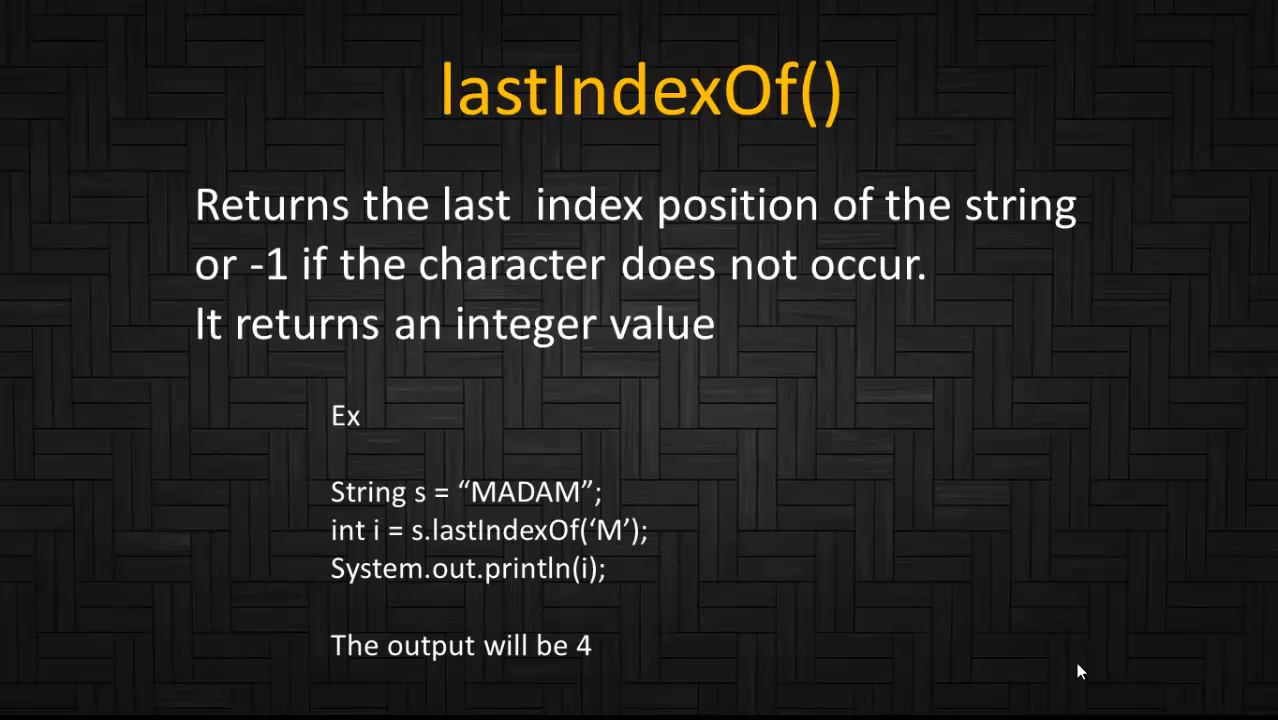 lastIndexOf()
Returns the last  index position of the string
or -1 if the character does not occur.
It returns an integer value
Ex
String s = “MADAM”;
int i = s.lastIndexOf(‘M’);
System.out.println(i);
The output will be 4